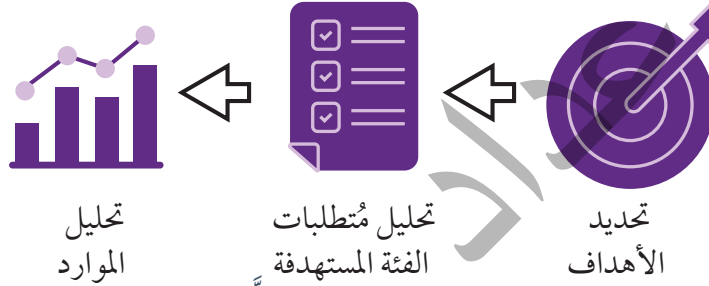 تحديد
الأهداف
تحليل مُتطلبات
الفئة المستهدفة
تحليل
الموارد